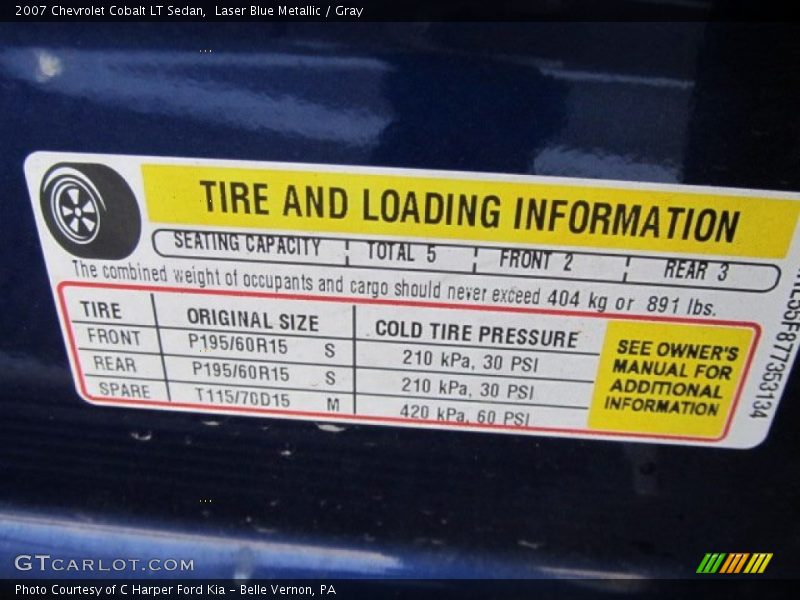 2007 Chevrolet Cobalt LT Sedan,  Laser Blue Metallic / Gray
TIRE AND LOADING INFORMATION
SEATING CAPACITY TOTAL 5 FRONT 2 REAR 3
The combined weight of occupants and cargo should never exceed 404 kg or 891 lbs.
TIRE ORIGINAL SIZE COLD TIRE PRESSURE
FRONT P195/60R15 S 210 kPa, 30 PSI
REAR P195/60R15 S 210 kPa, 30 PSI
SPARE T115/70D15 M 420 kPa, 60 PSI
SEE OWNER'S
MANUAL FOR
ADDITIONAL
INFORMATION
GTCARLOT.COM
Photo Courtesy of C Harper Ford Kia - Belle Vernon, PA